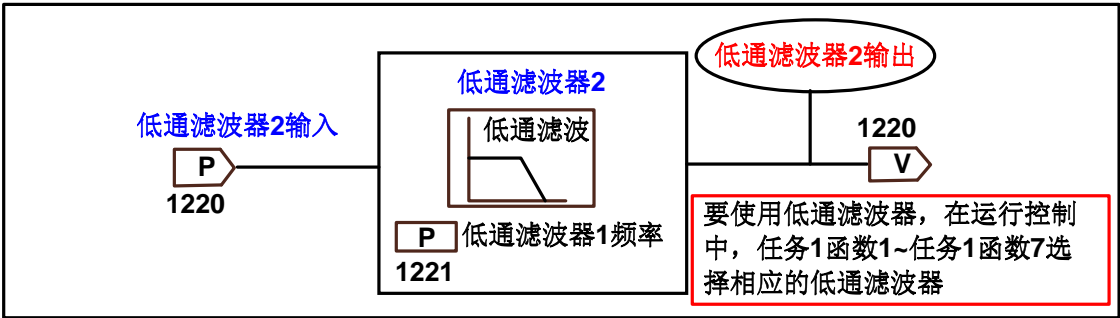 低通滤波器2输出
低通滤波器2
低通滤波器2输入
低通滤波
P
1220
1220
V
P 低通滤波器1频率
1221
要使用低通滤波器，在运行控制
中，任务1函数1~任务1函数7选
择相应的低通滤波器